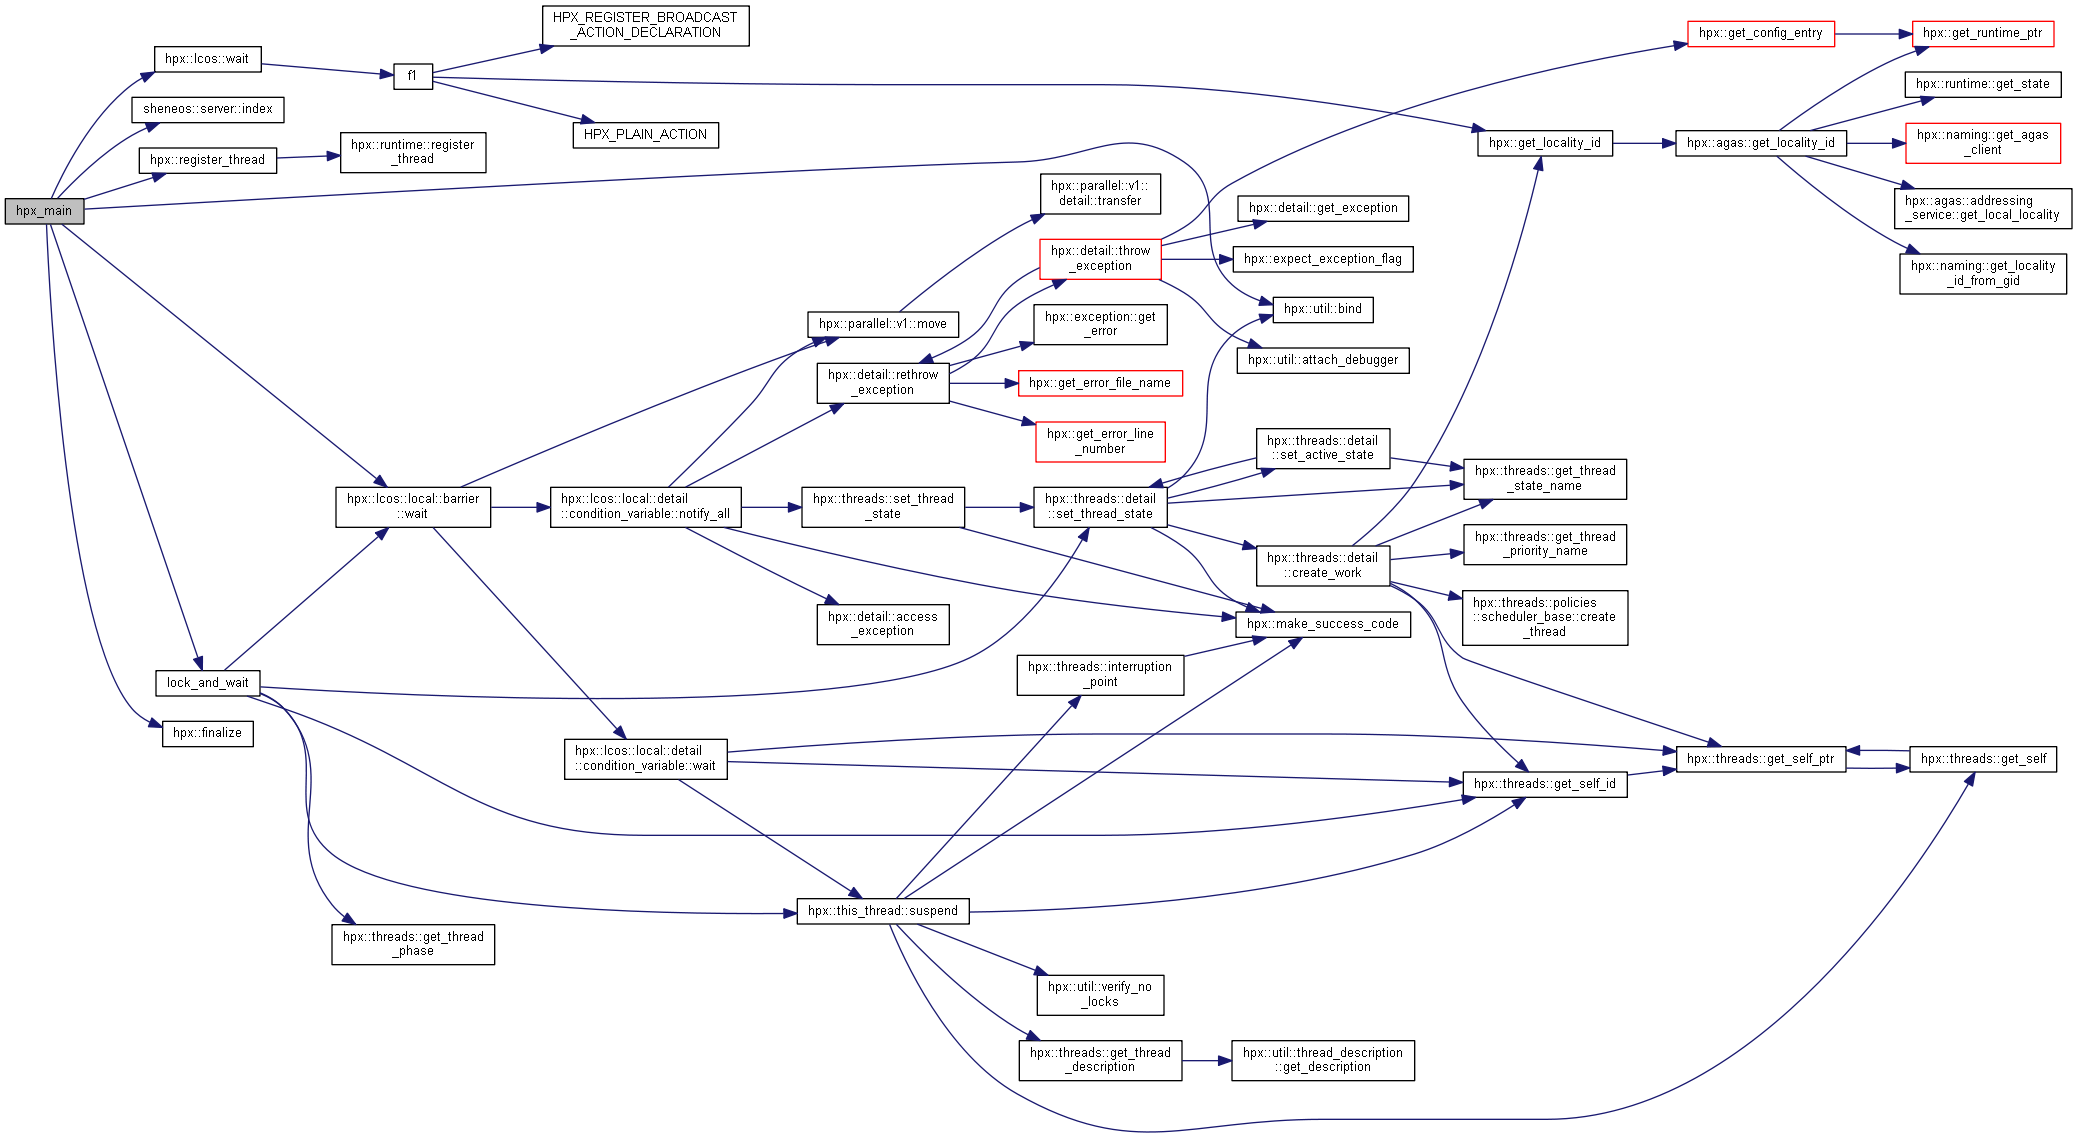 hpx_main
hpx::lcos::wait
sheneos::server::index
hpx::register_thread
hpx::runtime::register
_thread
f1
HPX_REGISTER_BROADCAST
_ACTION_DECLARATION
HPX_PLAIN_ACTION
hpx::lcos::local::barrier
::wait
lock_and_wait
hpx::finalize
hpx::threads::get_thread
_phase
hpx::lcos::local::detail
::condition_variable::notify_all
hpx::lcos::local::detail
::condition_variable::wait
hpx::parallel::v1::move
hpx::detail::rethrow
_exception
hpx::threads::set_thread
_state
hpx::detail::access
_exception
hpx::this_thread::suspend
hpx::parallel::v1::
detail::transfer
hpx::detail::throw
_exception
hpx::exception::get
_error
hpx::get_error_file_name
hpx::get_error_line
_number
hpx::threads::detail
::set_thread_state
hpx::threads::interruption
_point
hpx::util::verify_no
_locks
hpx::threads::get_thread
_description
hpx::detail::get_exception
hpx::expect_exception_flag
hpx::util::bind
hpx::util::attach_debugger
hpx::threads::detail
::set_active_state
hpx::threads::detail
::create_work
hpx::make_success_code
hpx::util::thread_description
::get_description
hpx::get_locality_id
hpx::threads::get_thread
_state_name
hpx::threads::get_thread
_priority_name
hpx::threads::policies
::scheduler_base::create
_thread
hpx::threads::get_self_id
hpx::get_config_entry
hpx::agas::get_locality_id
hpx::threads::get_self_ptr
hpx::get_runtime_ptr
hpx::runtime::get_state
hpx::naming::get_agas
_client
hpx::agas::addressing
_service::get_local_locality
hpx::naming::get_locality
_id_from_gid
hpx::threads::get_self